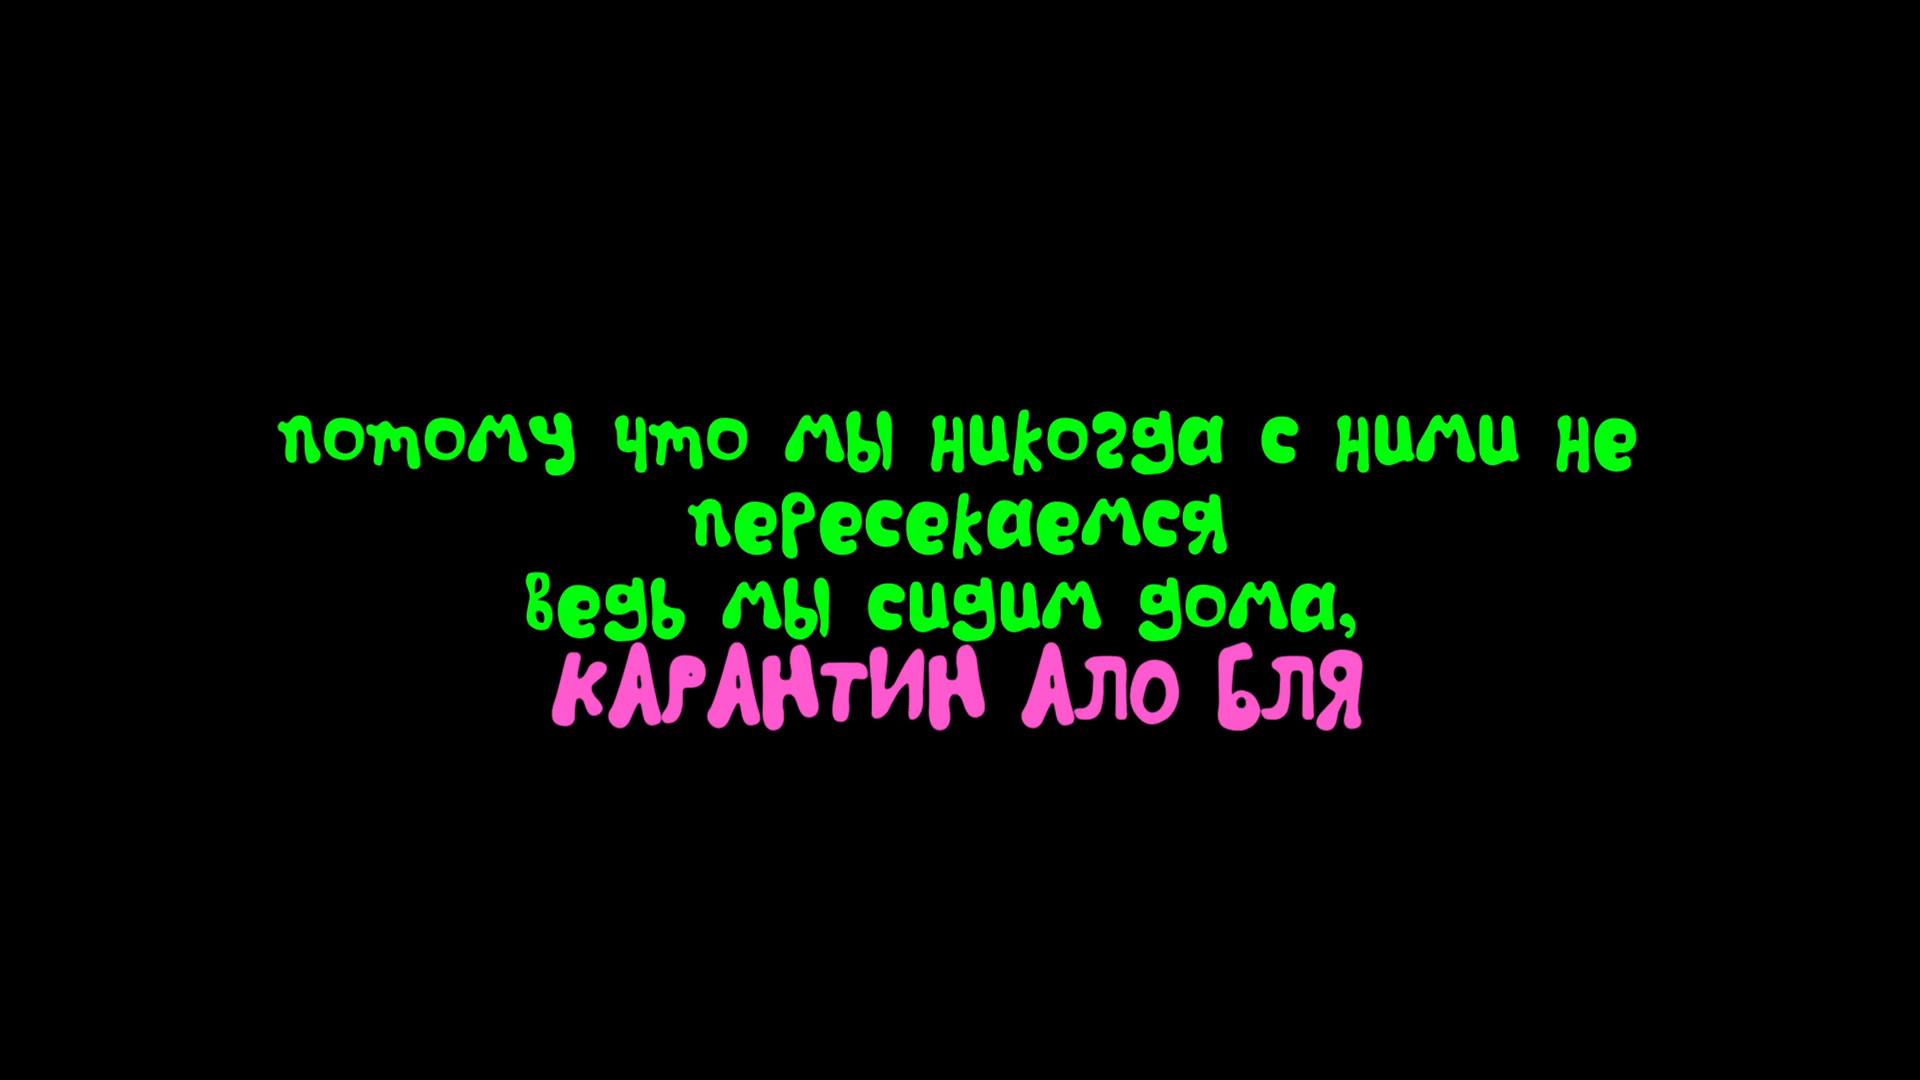 потому что мы никогда с ними не
пересекаемся
ведь мы сидим дома,
КАРАНТИН АЛО БЛЯ